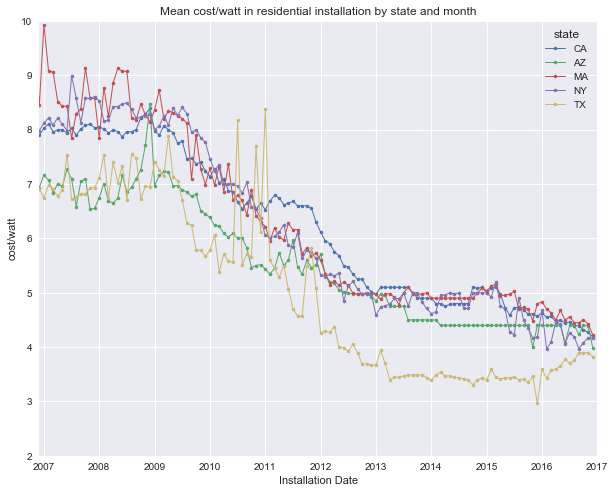 Mean cost/watt in residential installation by state and month
10
9
8
7
6
5
4
3
2
cost/watt
state
CA
AZ
MA
NY
TX
2007 2008 2009 2010 2011 2012 2013 2014 2015 2016 2017
Installation Date